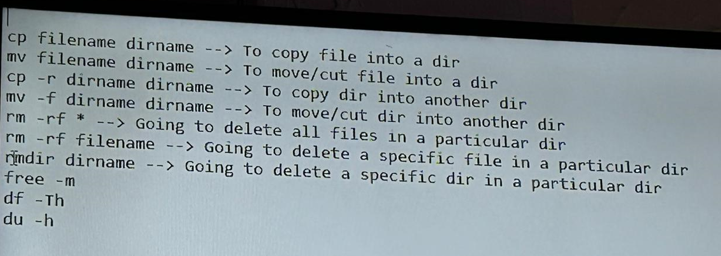 cp filename dirname --> To copy file into a dir
mv filename dirname --> To move/cut file into a dir
cp -r dirname dirname --> To copy dir into another dir
mv -f dirname dirname --> To move/cut dir into another dir
rm -rf * --> Going to delete all files in a particular dir
rm -rf filename --> Going to delete a specific file in a particular dir
rmdir dirname --> Going to delete a specific dir in a particular dir
free -m
df -Th
du -h